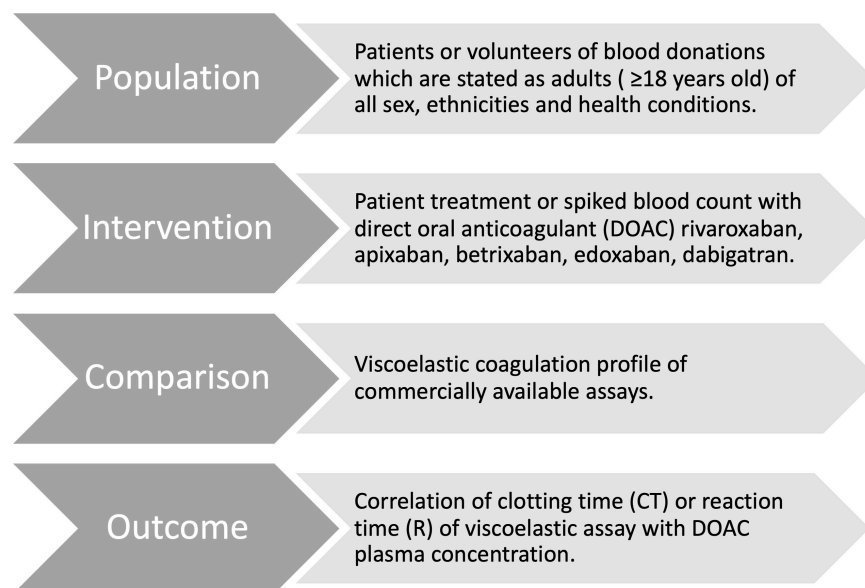 Population
Patients or volunteers of blood donations
which are stated as adults ( ≥18 years old) of
all sex, ethnicities and health conditions.
Intervention
Patient treatment or spiked blood count with
direct oral anticoagulant (DOAC) rivaroxaban,
apixaban, betrixaban, edoxaban, dabigatran.
Comparison
Viscoelastic coagulation profile of
commercially available assays.
Outcome
Correlation of clotting time (CT) or reaction
time (R) of viscoelastic assay with DOAC
plasma concentration.